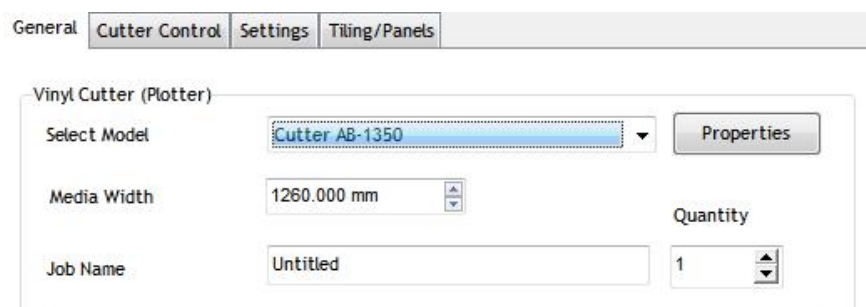 General Cutter Control Settings Tiling/Panels
Vinyl Cutter (Plotter)
Select Model Cutter AB-1350 Properties
Media Width 1260.000 mm
Quantity
Job Name Untitled 1